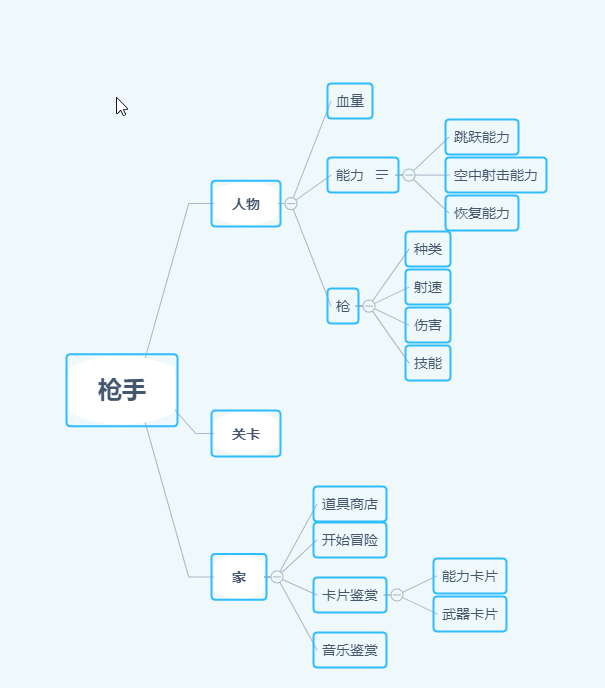 枪手
人物
血量
能力
跳跃能力
空中射击能力
恢复能力
枪
种类
射速
伤害
技能
关卡
家
道具商店
开始冒险
卡片鉴赏
能力卡片
武器卡片
音乐鉴赏